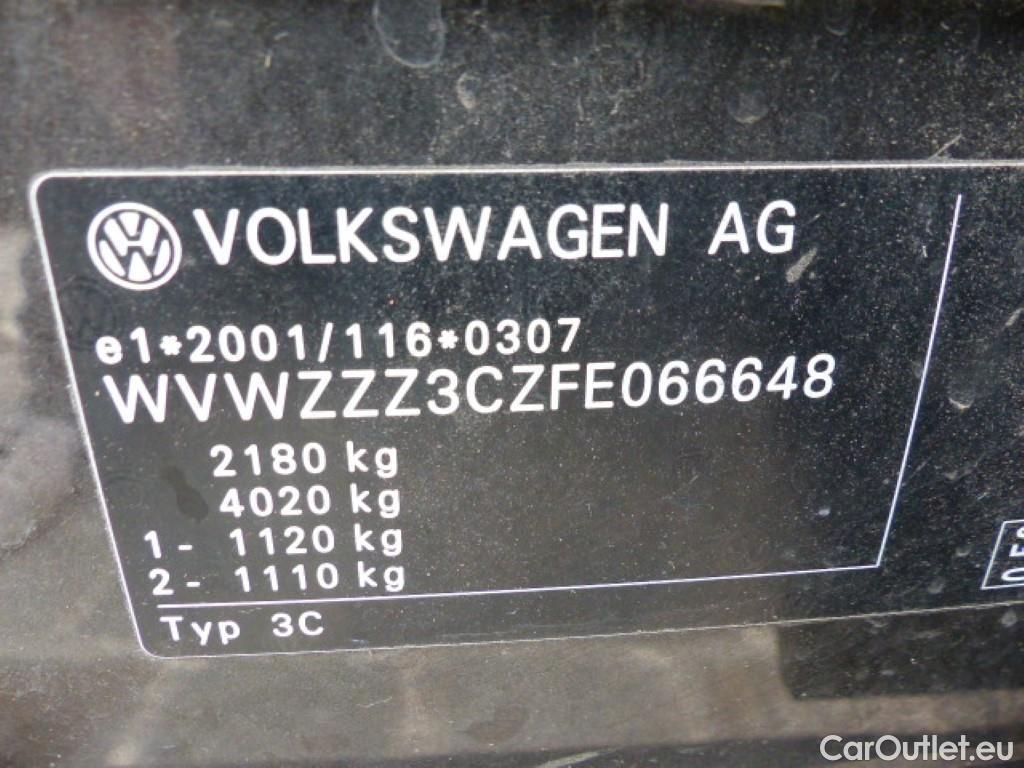 VOLKSWAGEN AG
e1*2001/116*0307
WVWZZZ3CZFE066648
2180 kg
4020 kg
1 - 1120 kg
2 - 1110 kg
Typ 3C
CarOutlet.eu